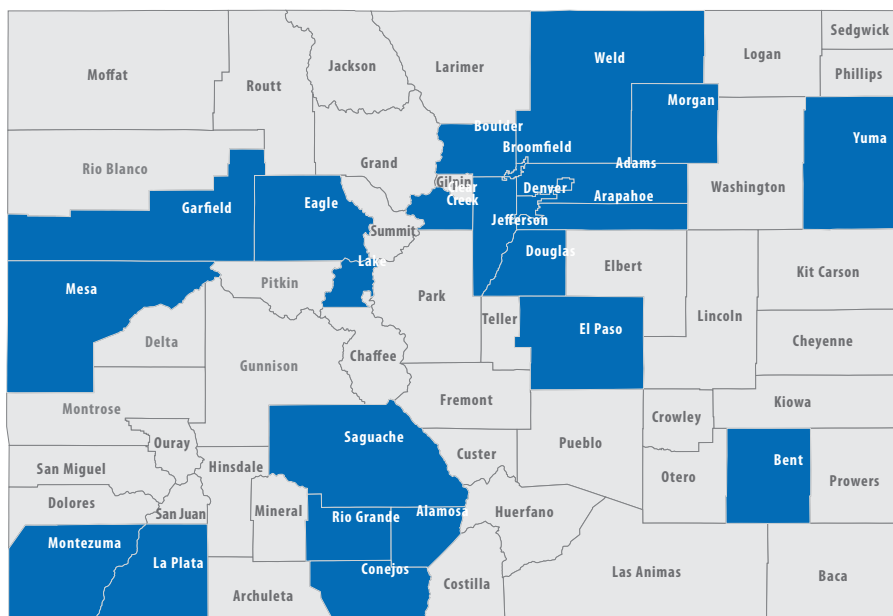 Sedgwick
Larimer
Logan
Weld
Jackson
Moffat
Phillips
Routt
Morgan
Boulder
Yuma
Broomfield
Grand
Adams
Rio Blanco
Gilpin
Clear
Creek
Denver
Washington
Arapahoe
Eagle
Garfield
Jefferson
Summit
Douglas
Lake
Elbert
Kit Carson
Pitkin
Mesa
Park
Lincoln
Teller
El Paso
Delta
Cheyenne
Chaffee
Gunnison
Fremont
Kiowa
Montrose
Crowley
Saguache
Ouray
Pueblo
Custer
Bent
Hinsdale
San Miguel
Otero
Prowers
Dolores
Mineral
Alamosa
Huerfano
San Juan
Rio Grande
Montezuma
La Plata
Conejos
Las Animas
Baca
Costilla
Archuleta